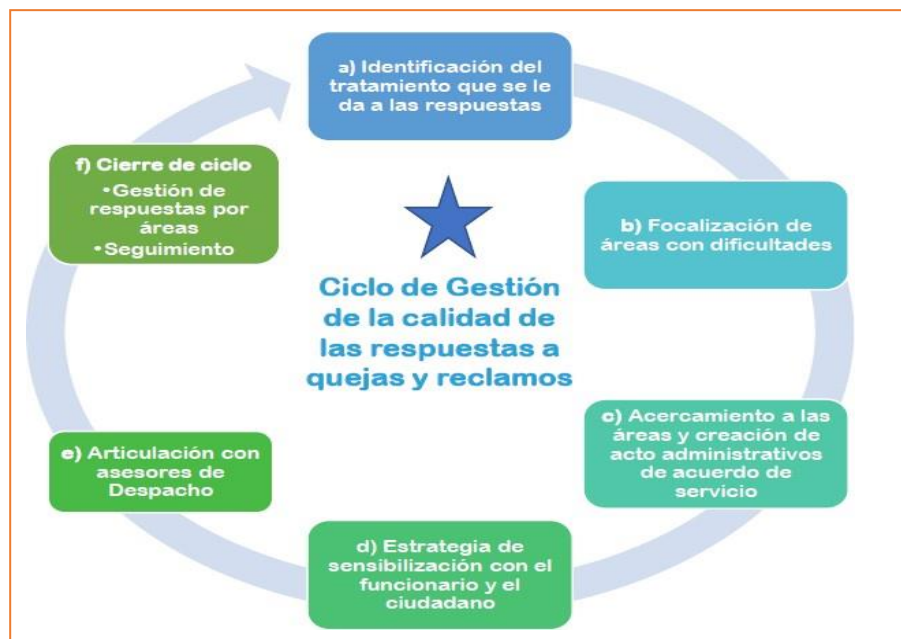 a) Identificación del
tratamiento que se le
da a las respuestas
b) Focalización de
áreas con dificultades
c) Acercamiento a las
áreas y creación de
acto administrativos
de acuerdo de
servicio
d) Estrategia de
sensibilización con el
funcionario y el
ciudadano
e) Articulación con
asesores de
Despacho
f) Cierre de ciclo
•Gestión de
respuestas por
áreas
•Seguimiento
Ciclo de Gestión
de la calidad de
las respuestas a
quejas y reclamos